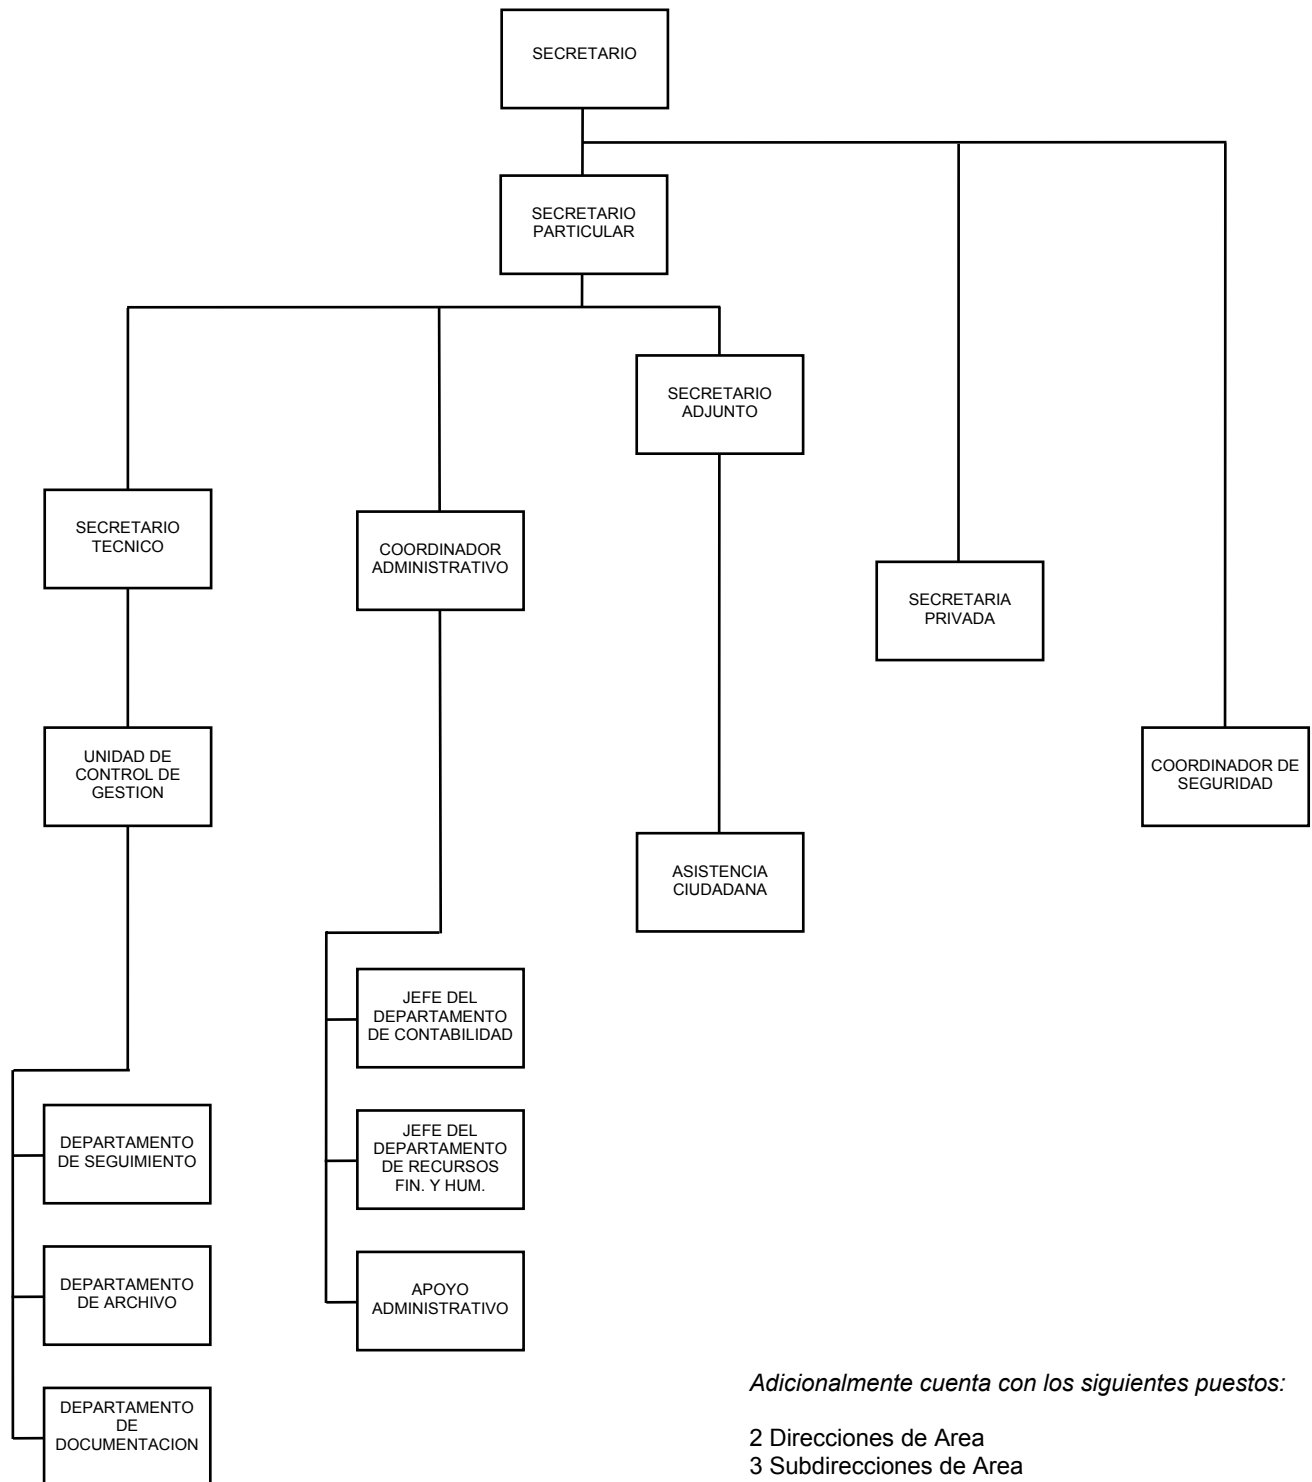 SECRETARIO
SECRETARIO
PARTICULAR
SECRETARIO
ADJUNTO
SECRETARIO
TECNICO
COORDINADOR
ADMINISTRATIVO
SECRETARIA
PRIVADA
UNIDAD DE
CONTROL DE
GESTION
COORDINADOR DE
SEGURIDAD
ASISTENCIA
CIUDADANA
JEFE DEL
DEPARTAMENTO
DE CONTABILIDAD
DEPARTAMENTO
DE SEGUIMIENTO
JEFE DEL
DEPARTAMENTO
DE RECURSOS
FIN. Y HUM.
DEPARTAMENTO
DE ARCHIVO
APOYO
ADMINISTRATIVO
DEPARTAMENTO
DE
DOCUMENTACION
Adicionalmente cuenta con los siguientes puestos:
2 Direcciones de Area
3 Subdirecciones de Area